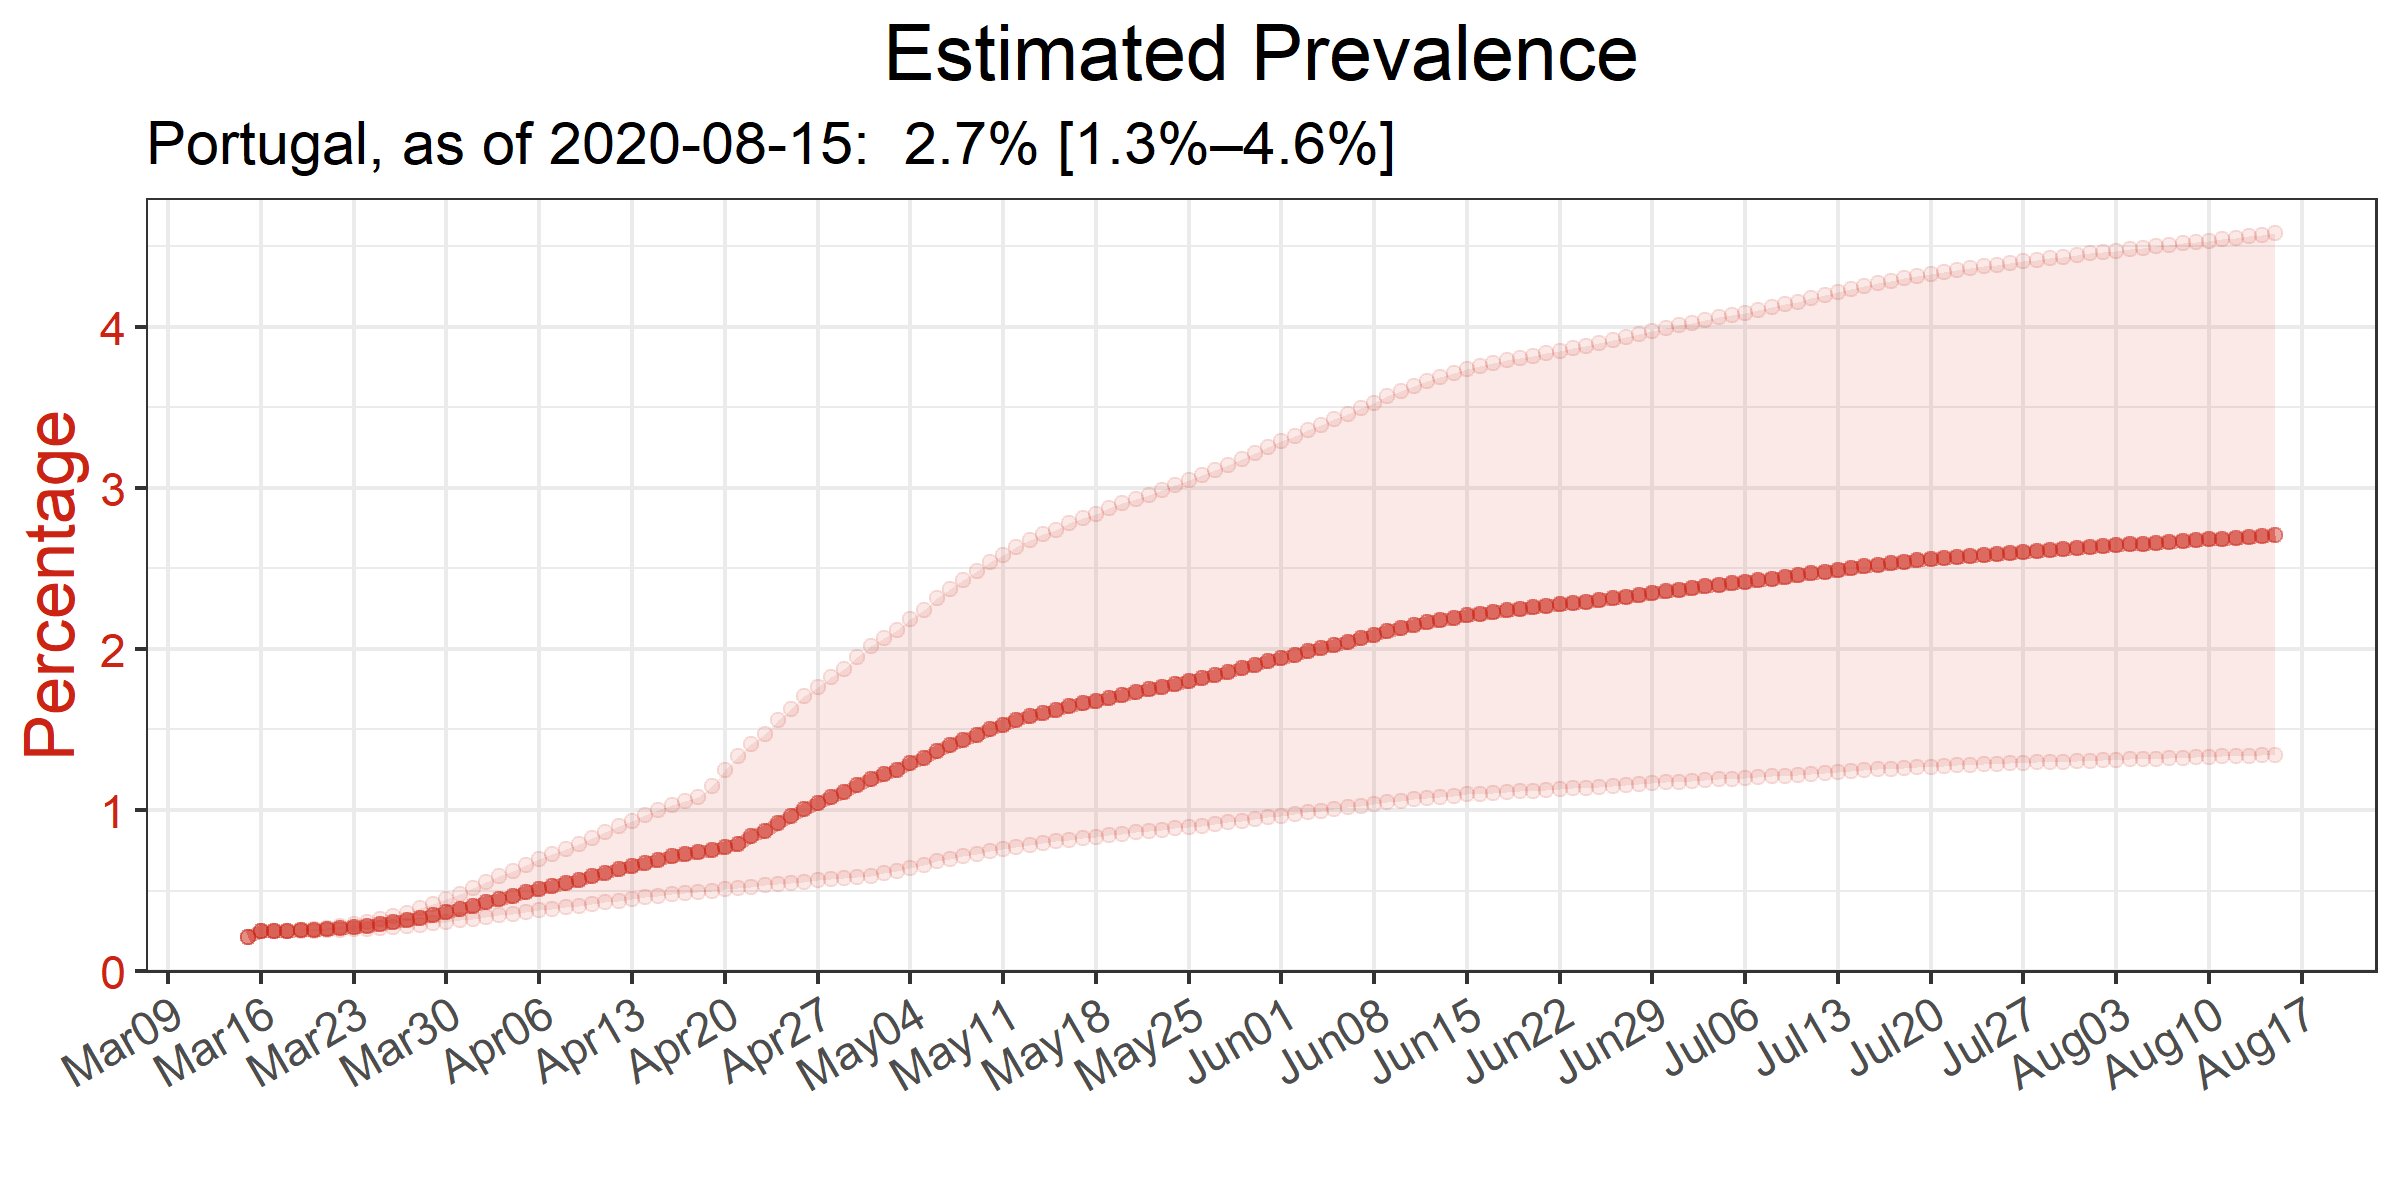 Estimated Prevalence
Portugal, as of 2020-08-15:  2.7% [1.3%–4.6%]
Percentage
4
3
2
1
0
Mar09
Mar16
Mar23
Mar30
Apr06
Apr13
Apr20
Apr27
May04
May11
May18
May25
Jun01
Jun08
Jun15
Jun22
Jun29
Jul06
Jul13
Jul20
Jul27
Aug03
Aug10
Aug17